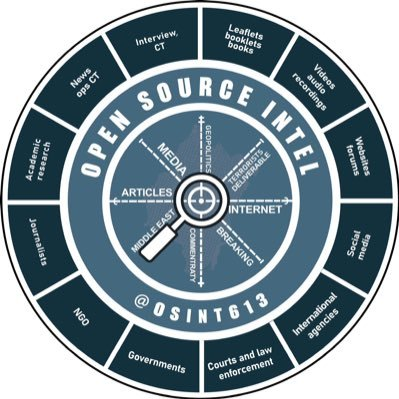 Interview,
CT
Leaflets
booklets
books
Videos
audio
recordings
Websites
forums
Social
media
International
agencies
Courts and law
enforcement
Governments
NGO
Journalists
Academic
research
News
ops CT
OPEN SOURCE INTEL
GEOPOLITICS
MEDIA
TERRORISTS
DELIVERABLE
ARTICLES
INTERNET
MIDDLE EAST
COMMENTRATY
BREAKING
@OSINT613